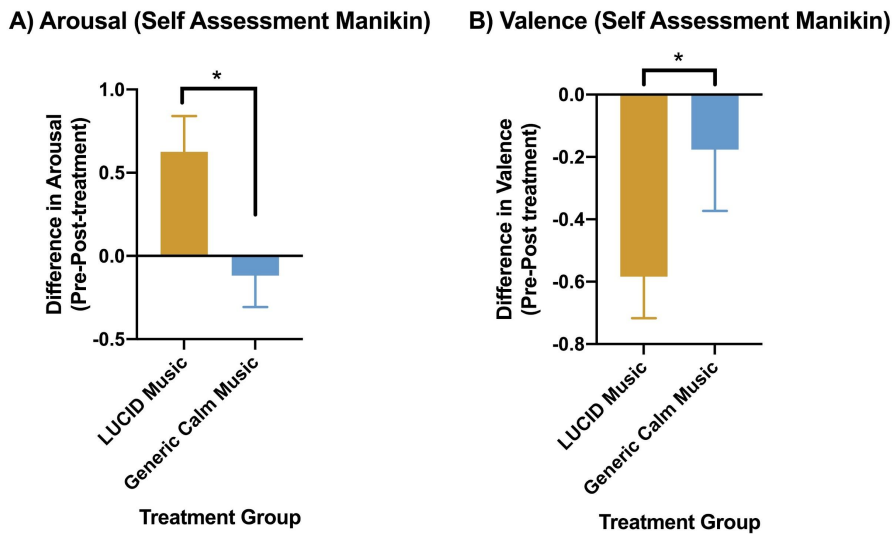 A) Arousal (Self Assessment Manikin)
*
1.0
0.5
0.0
-0.5
Difference in Arousal
(Pre-Post-treatment)
LUCID Music
Generic Calm Music
Treatment Group
B) Valence (Self Assessment Manikin)
*
0.0
-0.2
-0.4
-0.6
-0.8
Difference in Valence
(Pre-Post treatment)
LUCID Music
Generic Calm Music
Treatment Group